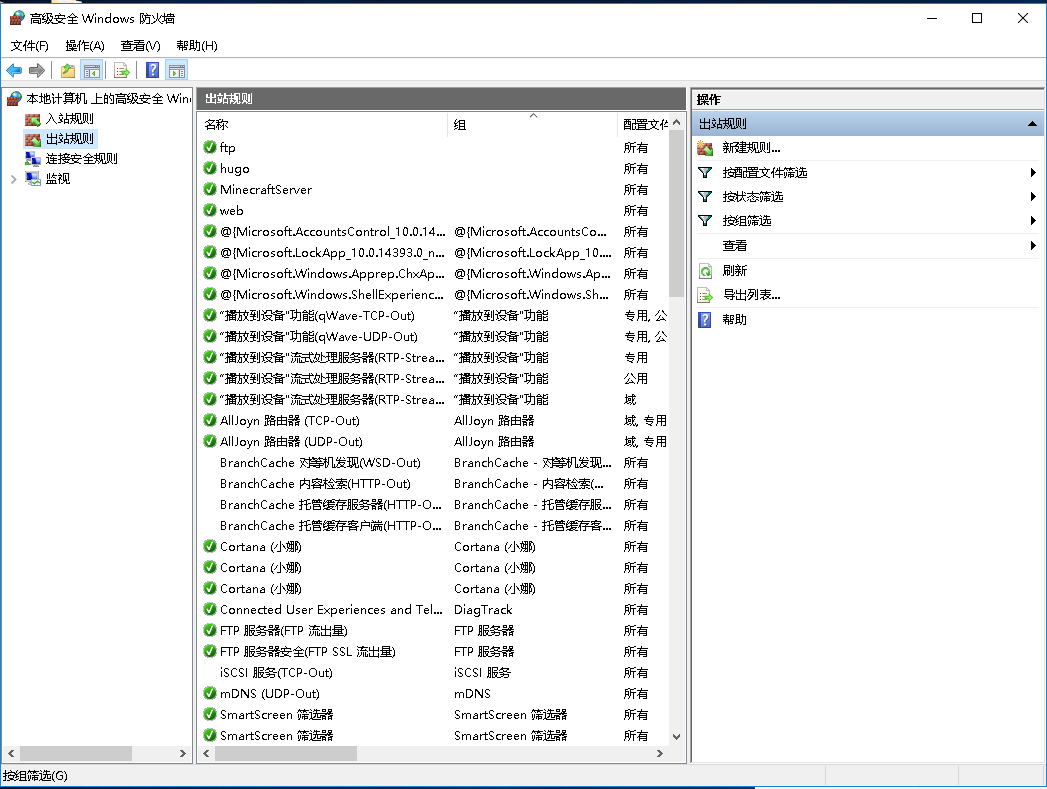 高级安全 Windows 防火墙
文件(F) 操作(A) 查看(V) 帮助(H)
本地计算机 上的高级安全 Win
入站规则
出站规则
连接安全规则
监视
出站规则
名称 组 配置文件
ftp 所有
hugo 所有
MinecraftServer 所有
web 所有
@{Microsoft.AccountsControl_10.0.14... @{Microsoft.AccountsCo... 所有
@{Microsoft.LockApp_10.0.14393.0_n... @{Microsoft.LockApp_10.... 所有
@{Microsoft.Windows.Apprep.ChxAp... @{Microsoft.Windows.Ap... 所有
@{Microsoft.Windows.ShellExperienc... @{Microsoft.Windows.Sh... 所有
“播放到设备”功能(qWave-TCP-Out) “播放到设备”功能 专用, 公
“播放到设备”功能(qWave-UDP-Out) “播放到设备”功能 专用, 公
“播放到设备”流式处理服务器(RTP-Strea... “播放到设备”功能 专用
“播放到设备”流式处理服务器(RTP-Strea... “播放到设备”功能 公用
“播放到设备”流式处理服务器(RTP-Strea... “播放到设备”功能 域
AllJoyn 路由器 (TCP-Out) AllJoyn 路由器 域, 专用
AllJoyn 路由器 (UDP-Out) AllJoyn 路由器 域, 专用
BranchCache 对等机发现(WSD-Out) BranchCache - 对等机发现... 所有
BranchCache 内容检索(HTTP-Out) BranchCache - 内容检索(... 所有
BranchCache 托管缓存服务器(HTTP-O... BranchCache - 托管缓存服... 所有
BranchCache 托管缓存客户端(HTTP-O... BranchCache - 托管缓存客... 所有
Cortana (小娜) Cortana (小娜) 所有
Cortana (小娜) Cortana (小娜) 所有
Cortana (小娜) Cortana (小娜) 所有
Connected User Experiences and Tel... DiagTrack 所有
FTP 服务器(FTP 流出量) FTP 服务器 所有
FTP 服务器安全(FTP SSL 流出量) FTP 服务器 所有
iSCSI 服务(TCP-Out) iSCSI 服务 所有
mDNS (UDP-Out) mDNS 所有
SmartScreen 筛选器 SmartScreen 筛选器 所有
SmartScreen 筛选器 SmartScreen 筛选器 所有
操作
出站规则
新建规则...
按配置文件筛选
按状态筛选
按组筛选
查看
刷新
导出列表...
帮助
按组筛选(G)